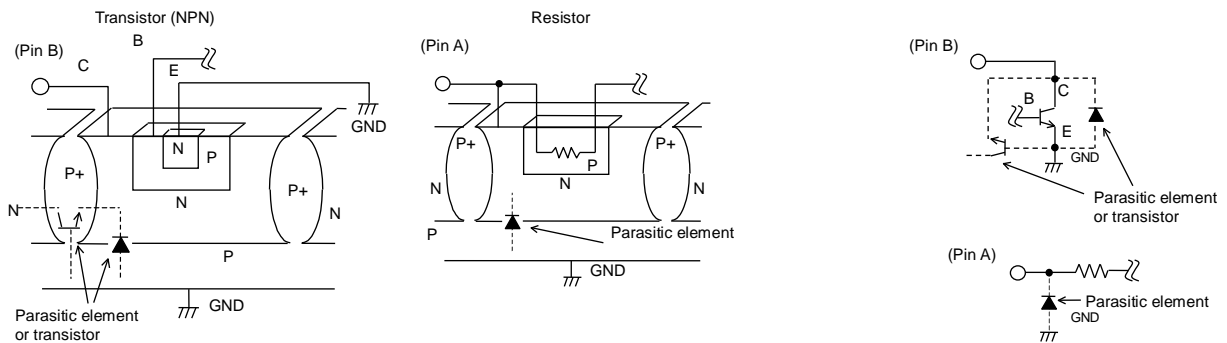 Transistor (NPN)
(Pin B)
C
B
E
GND
N
P
N
P+
P+
N
N
P
GND
Parasitic element
or transistor
Resistor
(Pin A)
P+
P
P+
N
N
N
P
Parasitic element
GND
(Pin B)
C
B
E
GND
Parasitic element
or transistor
(Pin A)
Parasitic element
GND